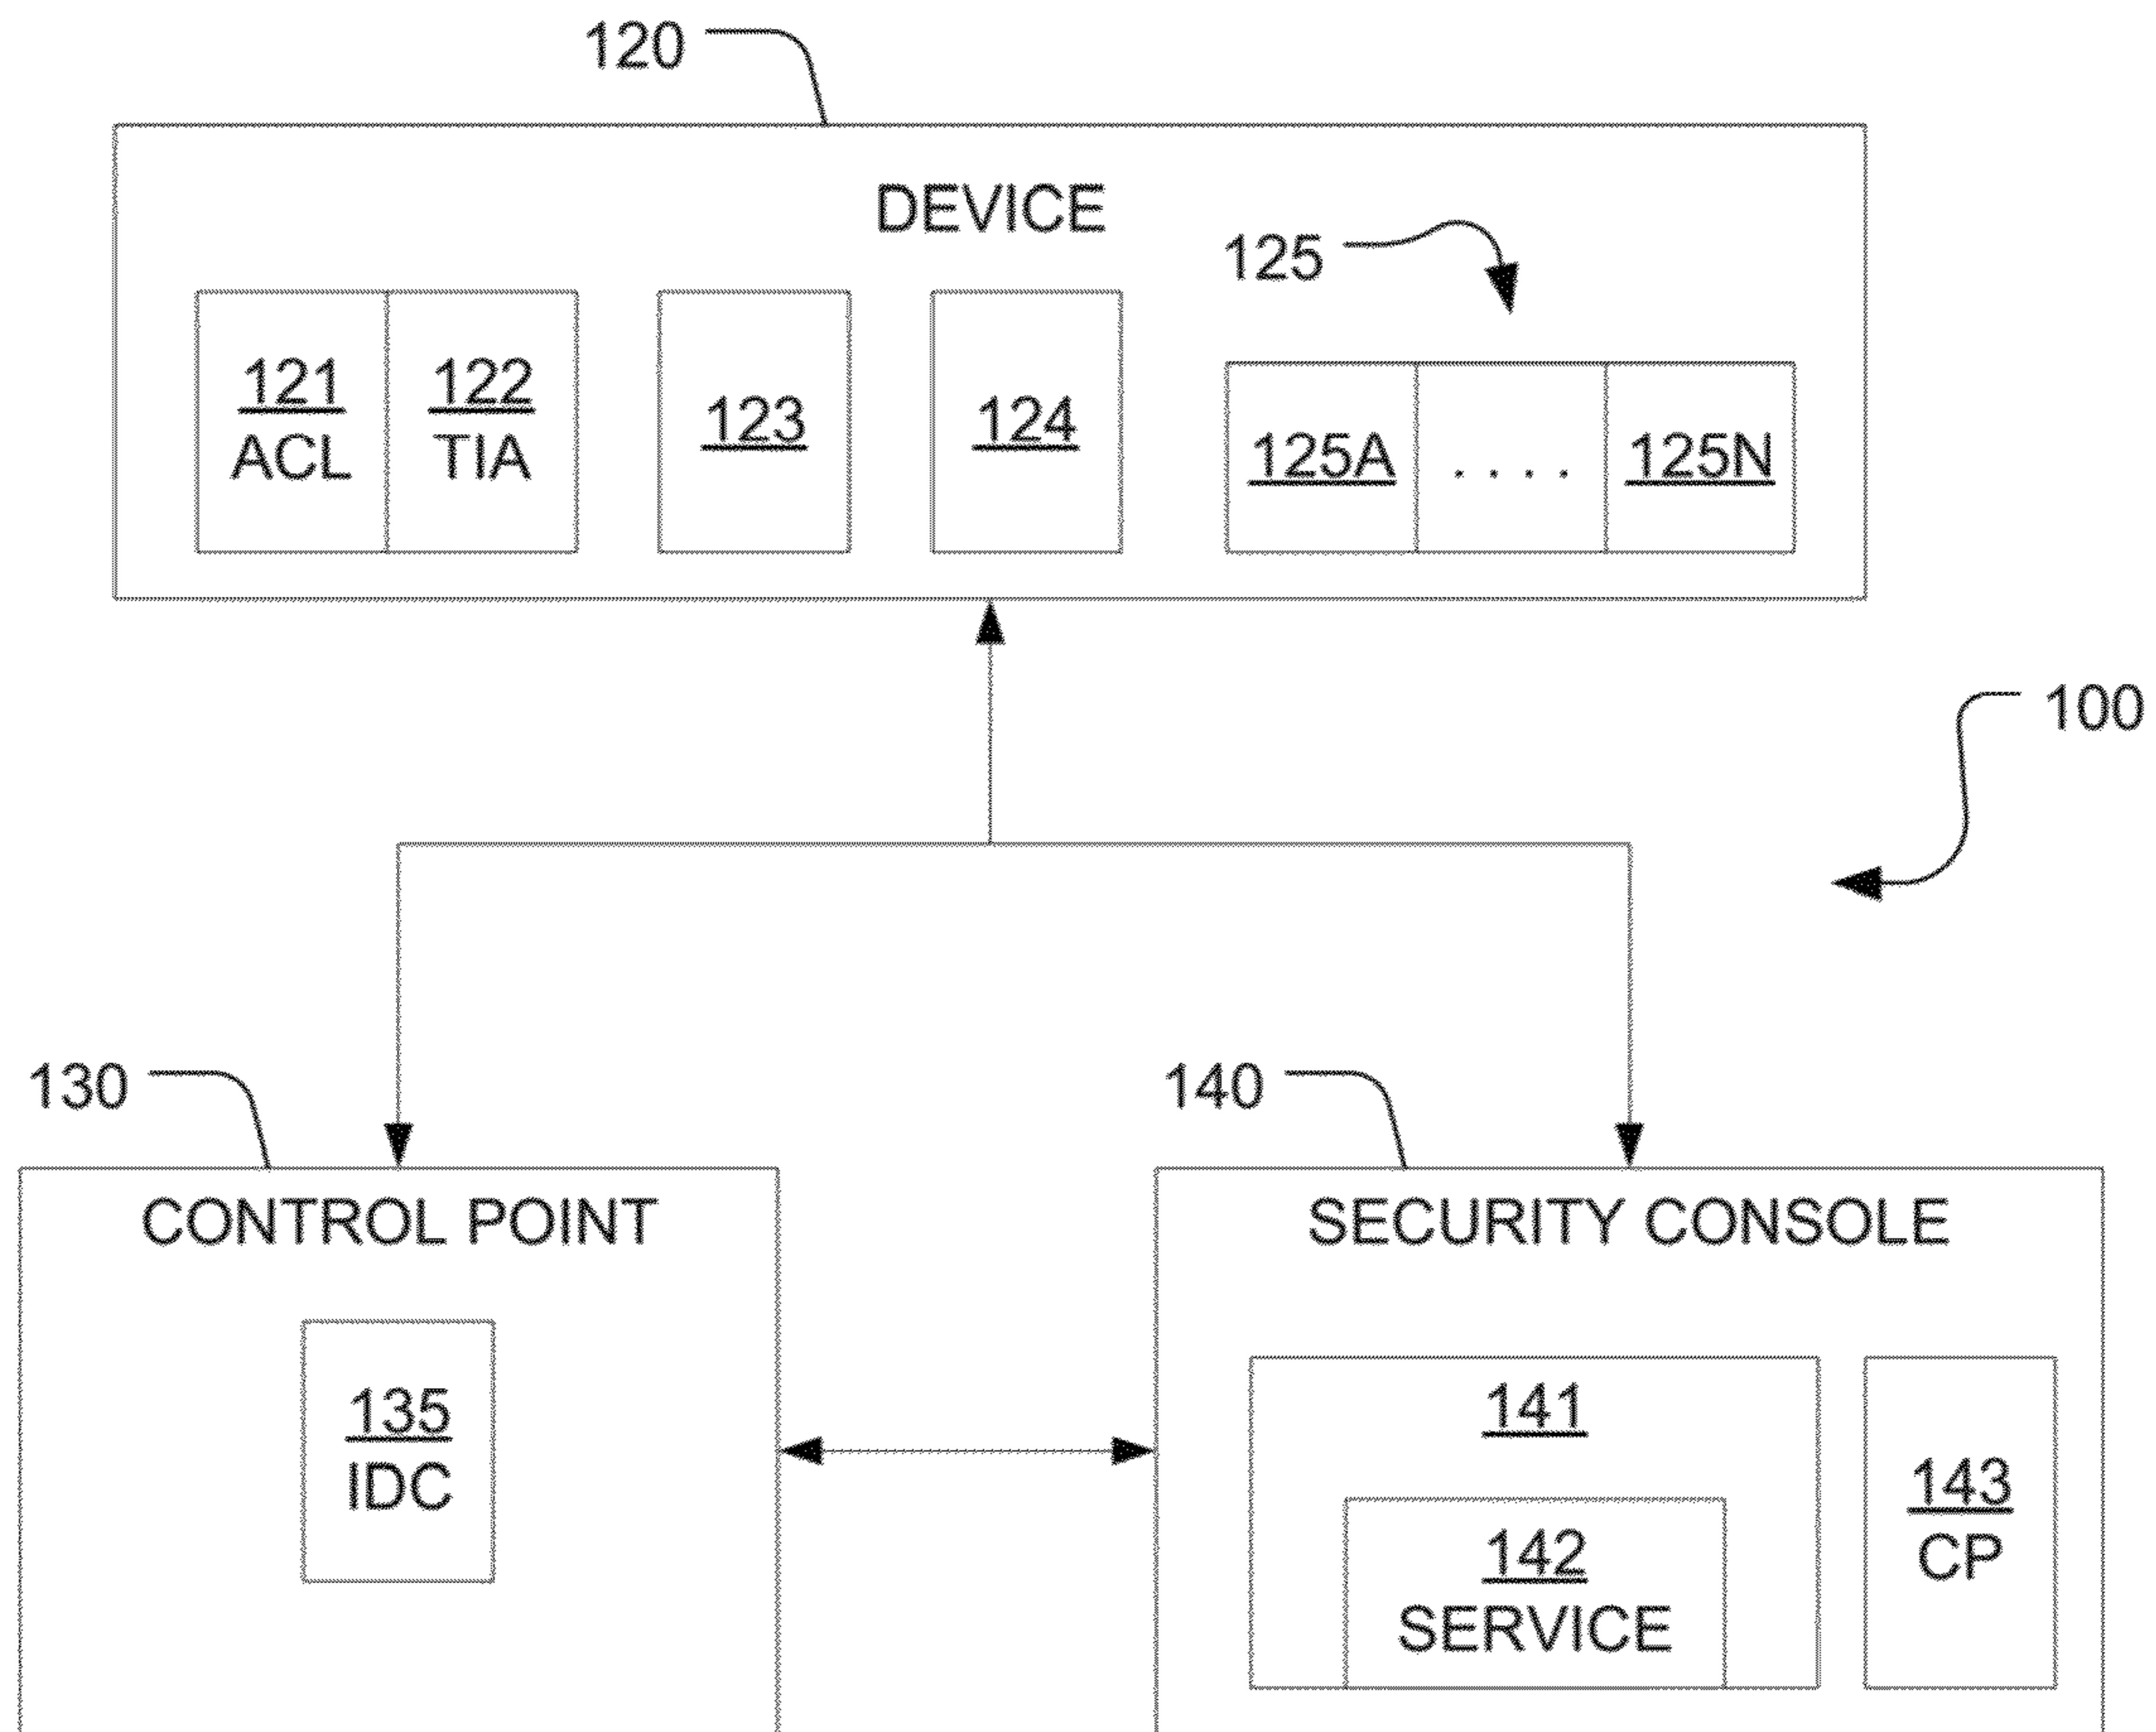 120
DEVICE
125
121
ACL
122
TIA
123
124
125A
. . . .
125N
100
130
140
CONTROL POINT
SECURITY CONSOLE
135
IDC
141
142
SERVICE
143
CP